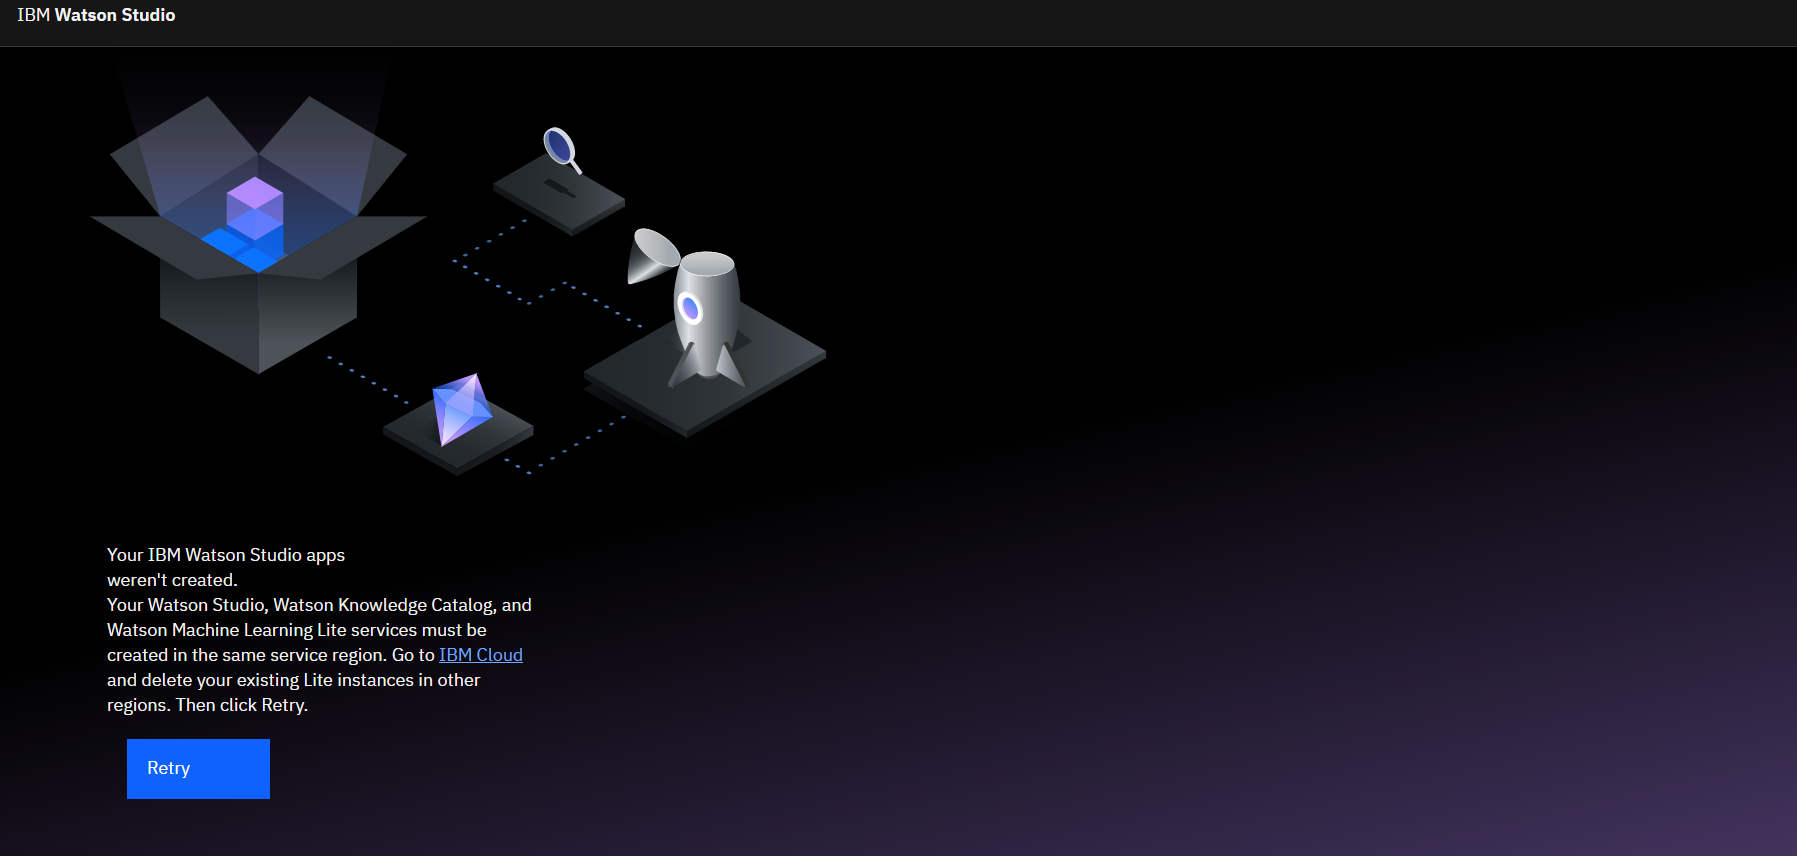 IBM Watson Studio
Your IBM Watson Studio apps
weren't created.
Your Watson Studio, Watson Knowledge Catalog, and
Watson Machine Learning Lite services must be
created in the same service region. Go to IBM Cloud
and delete your existing Lite instances in other
regions. Then click Retry.
Retry